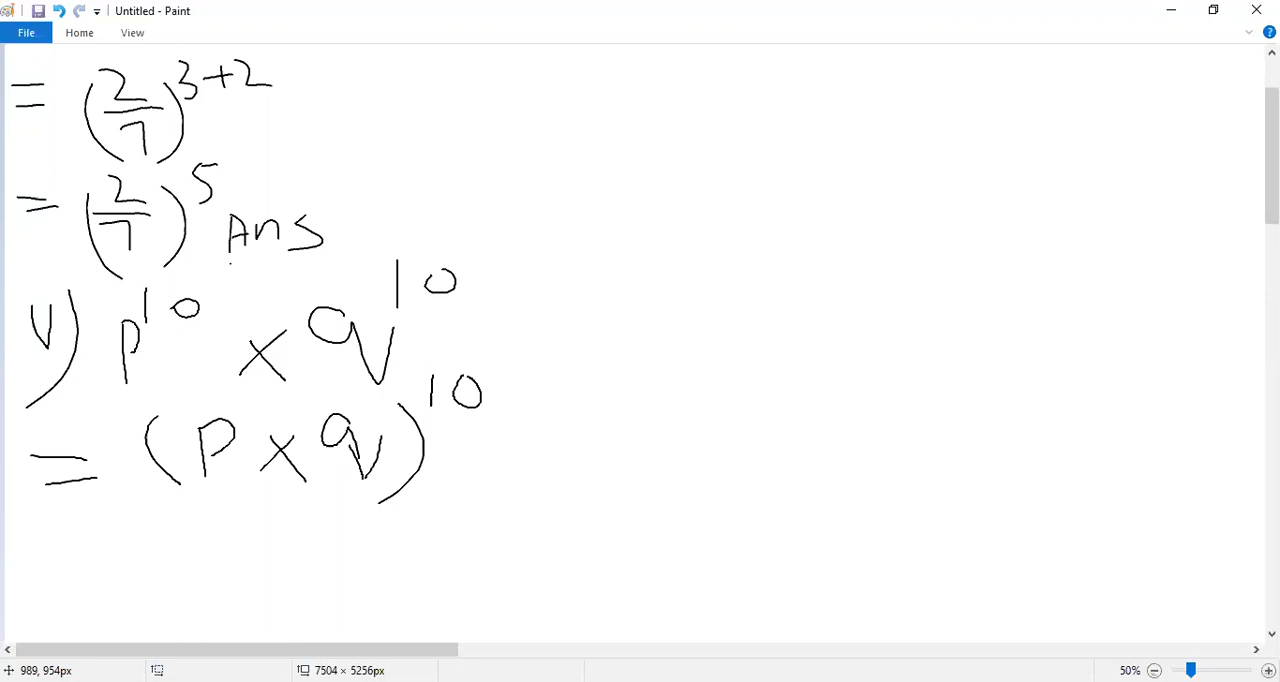 Untitled - Paint
File Home View
= (2/7)^3+2
= (2/7)^5 Ans
v) p^10 × q^10
= (p × q)^10
989, 954px 7504 × 5256px 50%